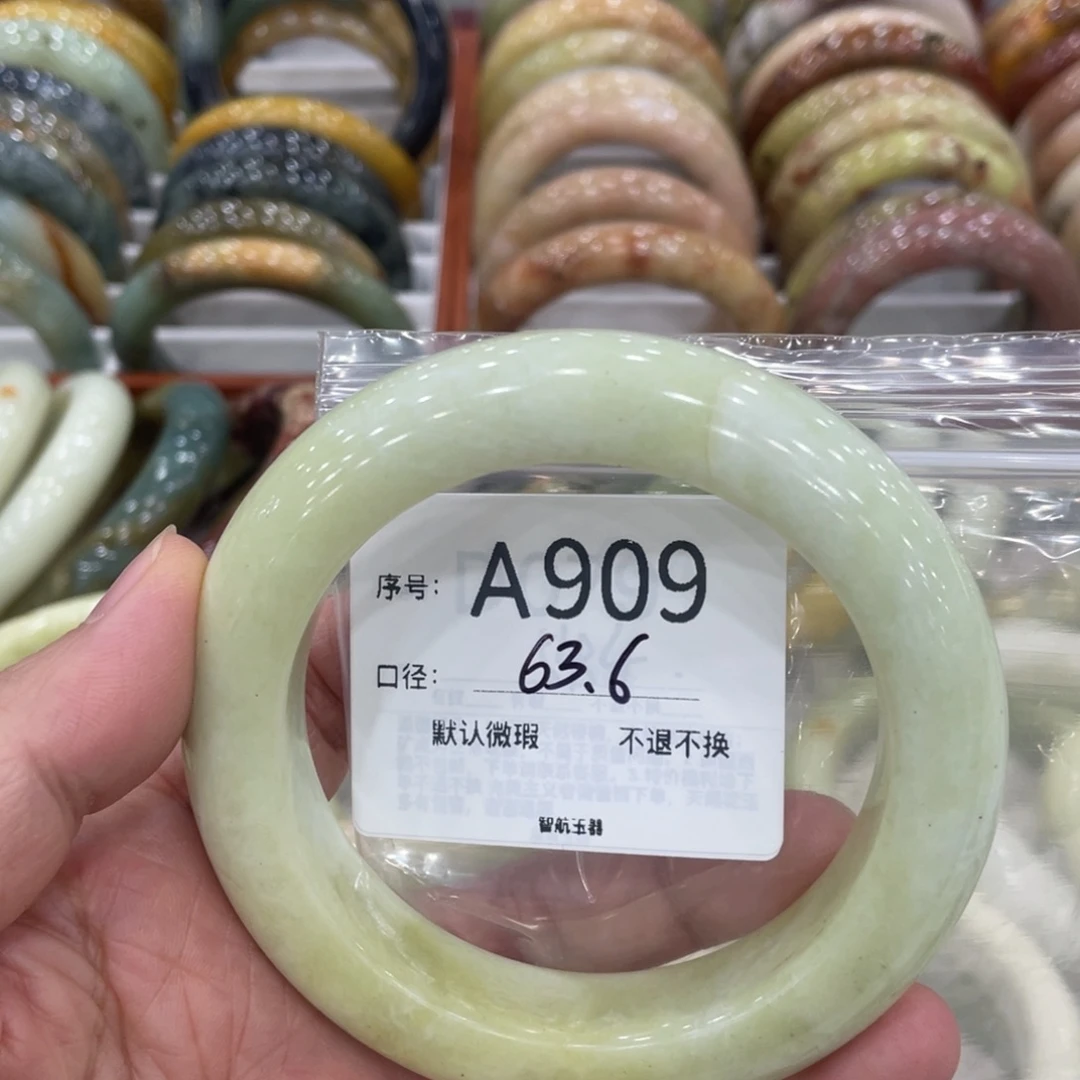 序号: A909
口径: 63.6
默认微瑕 不退不换
智航玉器